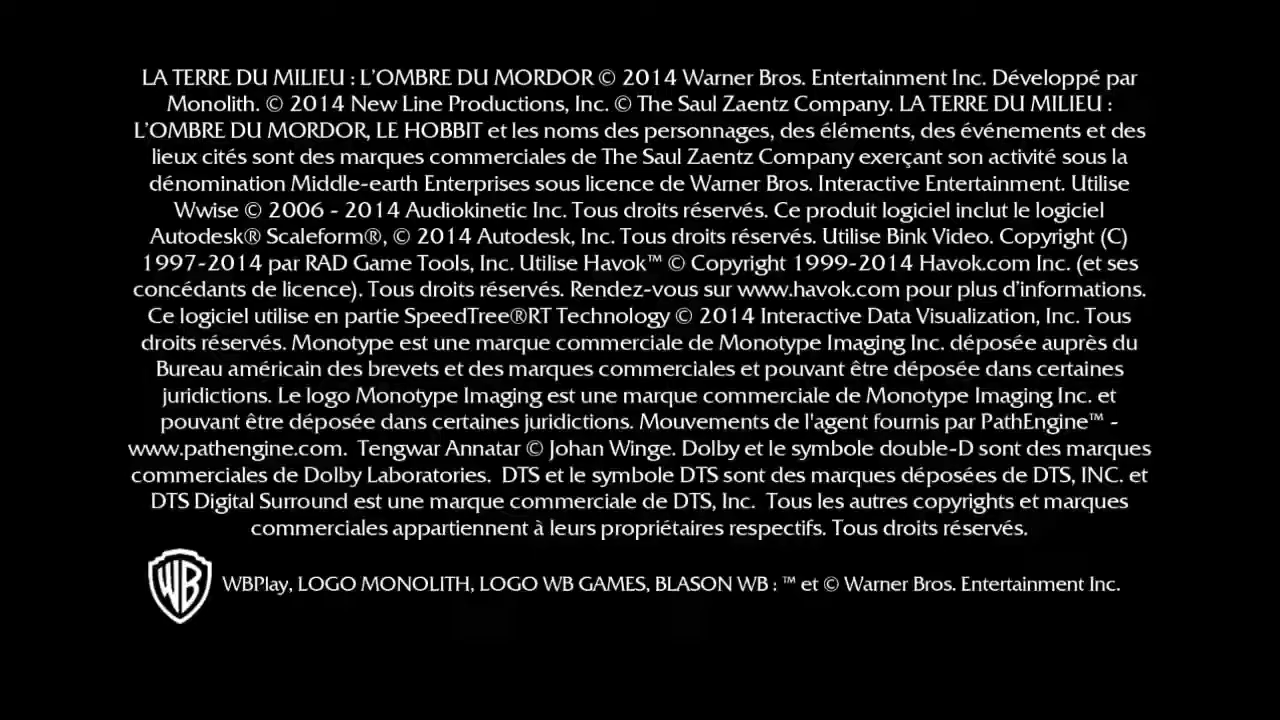 LA TERRE DU MILIEU : L'OMBRE DU MORDOR © 2014 Warner Bros. Entertainment Inc. Développé par
Monolith. © 2014 New Line Productions, Inc. © The Saul Zaentz Company. LA TERRE DU MILIEU :
L'OMBRE DU MORDOR, LE HOBBIT et les noms des personnages, des éléments, des événements et des
lieux cités sont des marques commerciales de The Saul Zaentz Company exerçant son activité sous la
dénomination Middle-earth Enterprises sous licence de Warner Bros. Interactive Entertainment. Utilise
Wwise © 2006 - 2014 Audiokinetic Inc. Tous droits réservés. Ce produit logiciel inclut le logiciel
Autodesk® Scaleform®, © 2014 Autodesk, Inc. Tous droits réservés. Utilise Bink Video. Copyright (C)
1997-2014 par RAD Game Tools, Inc. Utilise Havok™ © Copyright 1999-2014 Havok.com Inc. (et ses
concédants de licence). Tous droits réservés. Rendez-vous sur www.havok.com pour plus d'informations.
Ce logiciel utilise en partie SpeedTree®RT Technology © 2014 Interactive Data Visualization, Inc. Tous
droits réservés. Monotype est une marque commerciale de Monotype Imaging Inc. déposée auprès du
Bureau américain des brevets et des marques commerciales et pouvant être déposée dans certaines
juridictions. Le logo Monotype Imaging est une marque commerciale de Monotype Imaging Inc. et
pouvant être déposée dans certaines juridictions. Mouvements de l'agent fournis par PathEngine™ -
www.pathengine.com. Tengwar Annatar © Johan Winge. Dolby et le symbole double-D sont des marques
commerciales de Dolby Laboratories. DTS et le symbole DTS sont des marques déposées de DTS, INC. et
DTS Digital Surround est une marque commerciale de DTS, Inc. Tous les autres copyrights et marques
commerciales appartiennent à leurs propriétaires respectifs. Tous droits réservés.
WB WBPlay, LOGO MONOLITH, LOGO WB GAMES, BLASON WB : ™ et © Warner Bros. Entertainment Inc.